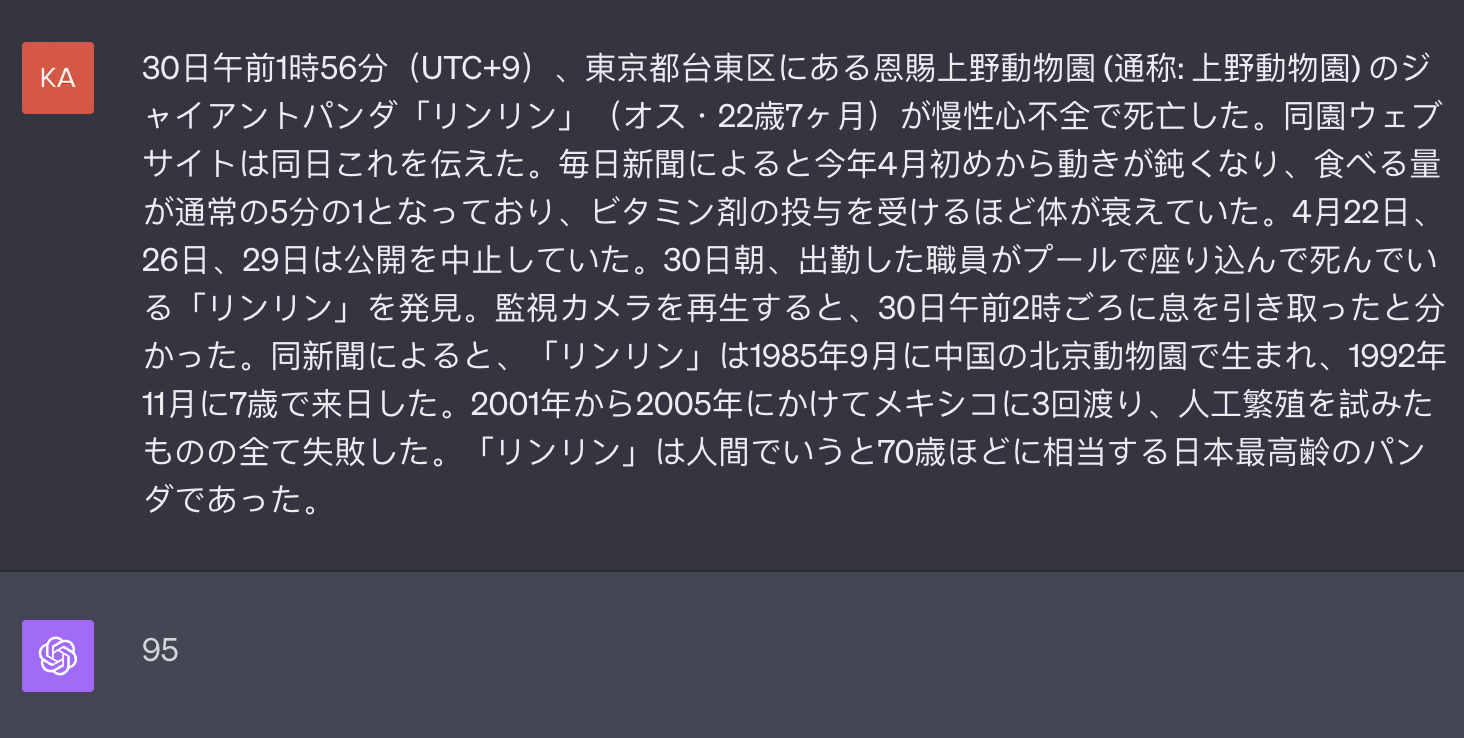 KA
30日午前1時56分（UTC+9）、東京都台東区にある恩賜上野動物園 (通称: 上野動物園) のジ
ャイアントパンダ「リンリン」（オス・22歳7ヶ月）が慢性心不全で死亡した。同園ウェブ
サイトは同日これを伝えた。毎日新聞によると今年4月初めから動きが鈍くなり、食べる量
が通常の5分の1となっており、ビタミン剤の投与を受けるほど体が衰えていた。4月22日、
26日、29日は公開を中止していた。30日朝、出勤した職員がプールで座り込んで死んでい
る「リンリン」を発見。監視カメラを再生すると、30日午前2時ごろに息を引き取ったと分
かった。同新聞によると、「リンリン」は1985年9月に中国の北京動物園で生まれ、1992年
11月に7歳で来日した。2001年から2005年にかけてメキシコに3回渡り、人工繁殖を試みた
ものの全て失敗した。「リンリン」は人間でいうと70歳ほどに相当する日本最高齢のパン
ダであった。
95